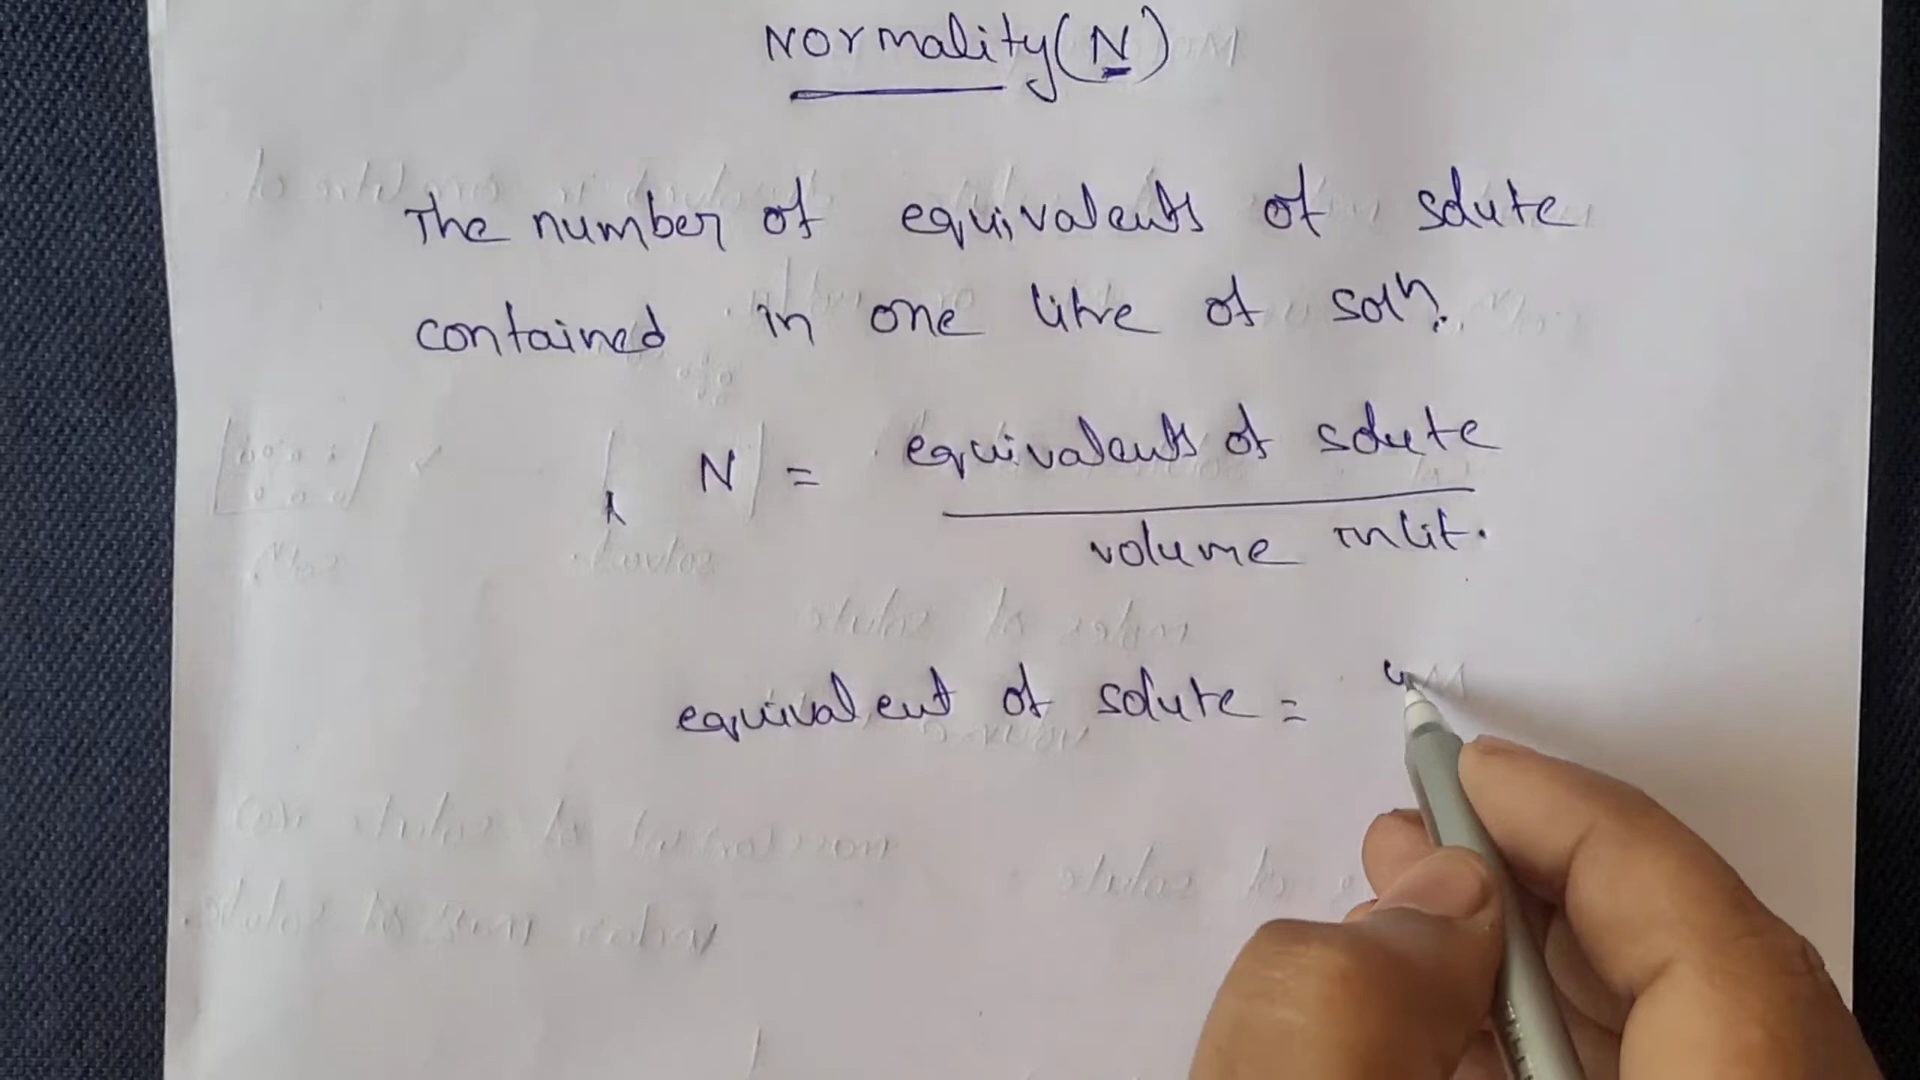 Normality (N)
The number of equivalents of solute
contained in one litre of soln.
N = equivalents of solute
volume in lit.
equivalent of solute =